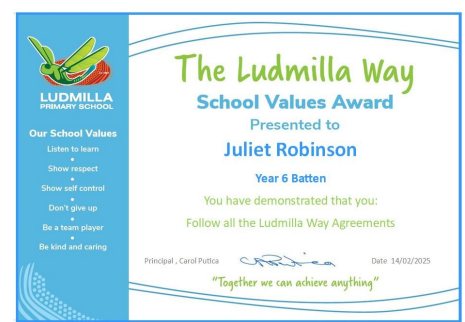 LUDMILLA
PRIMARY SCHOOL
Our School Values
Listen to learn
Show respect
Show self control
Don't give up
Be a team player
Be kind and caring
The Ludmilla Way
School Values Award
Presented to
Juliet Robinson
Year 6 Batten
You have demonstrated that you:
Follow all the Ludmilla Way Agreements
Principal , Carol Putica
Date 14/02/2025
"Together we can achieve anything"